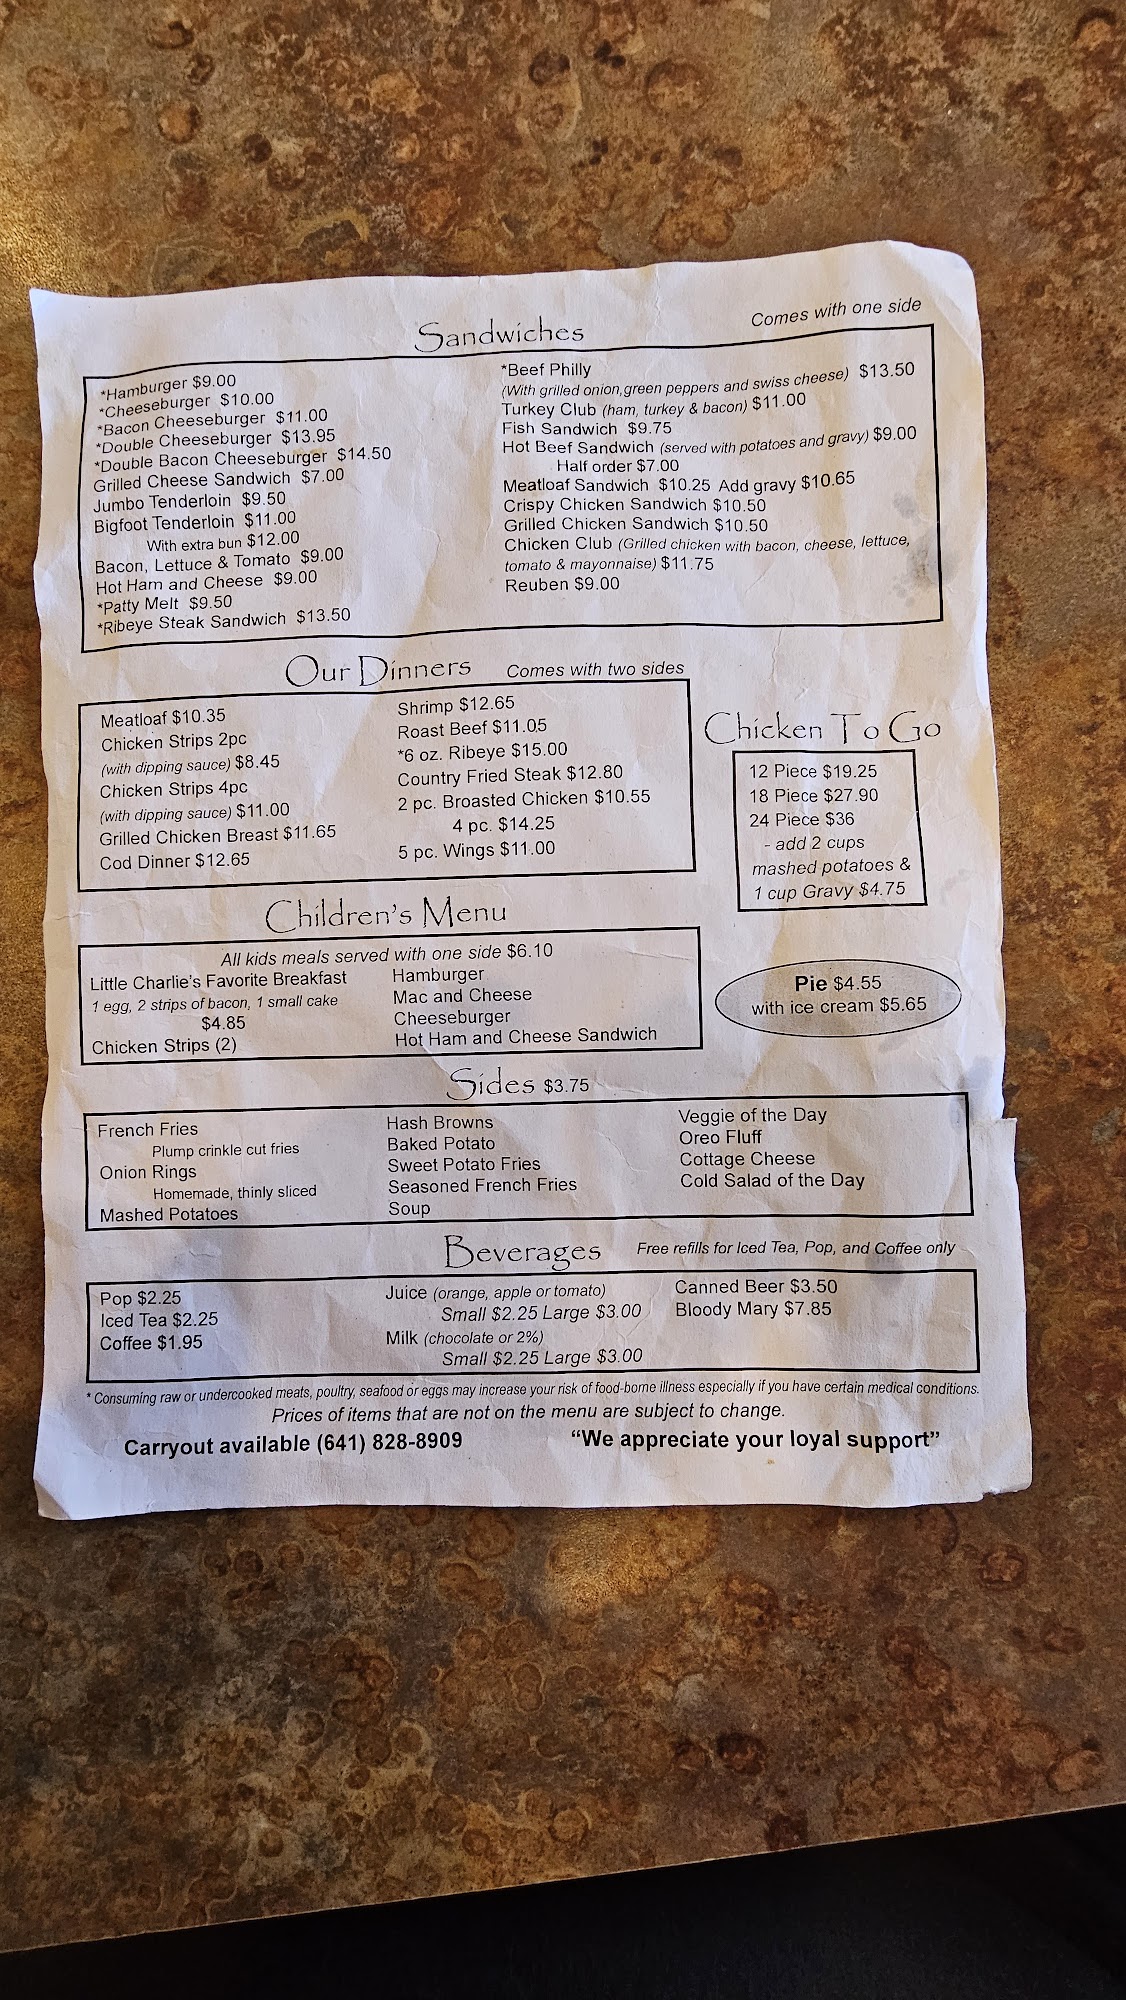 Sandwiches
Comes with one side
*Hamburger $9.00
*Cheeseburger $10.00
*Bacon Cheeseburger $11.00
*Double Cheeseburger $13.95
*Double Bacon Cheeseburger $14.50
Grilled Cheese Sandwich $7.00
Jumbo Tenderloin $9.50
Bigfoot Tenderloin $11.00
With extra bun $12.00
Bacon, Lettuce & Tomato $9.00
Hot Ham and Cheese $9.00
*Patty Melt $9.50
*Ribeye Steak Sandwich $13.50
*Beef Philly
(With grilled onion,green peppers and swiss cheese) $13.50
Turkey Club (ham, turkey & bacon) $11.00
Fish Sandwich $9.75
Hot Beef Sandwich (served with potatoes and gravy) $9.00
Half order $7.00
Meatloaf Sandwich $10.25 Add gravy $10.65
Crispy Chicken Sandwich $10.50
Grilled Chicken Sandwich $10.50
Chicken Club (Grilled chicken with bacon, cheese, lettuce,
tomato & mayonnaise) $11.75
Reuben $9.00
Our Dinners Comes with two sides
Meatloaf $10.35
Chicken Strips 2pc
(with dipping sauce) $8.45
Chicken Strips 4pc
(with dipping sauce) $11.00
Grilled Chicken Breast $11.65
Cod Dinner $12.65
Shrimp $12.65
Roast Beef $11.05
*6 oz. Ribeye $15.00
Country Fried Steak $12.80
2 pc. Broasted Chicken $10.55
4 pc. $14.25
5 pc. Wings $11.00
Chicken To Go
12 Piece $19.25
18 Piece $27.90
24 Piece $36
- add 2 cups
mashed potatoes &
1 cup Gravy $4.75
Children's Menu
All kids meals served with one side $6.10
Little Charlie's Favorite Breakfast
1 egg, 2 strips of bacon, 1 small cake
$4.85
Chicken Strips (2)
Hamburger
Mac and Cheese
Cheeseburger
Hot Ham and Cheese Sandwich
Pie $4.55
with ice cream $5.65
Sides $3.75
French Fries
Plump crinkle cut fries
Onion Rings
Homemade, thinly sliced
Mashed Potatoes
Hash Browns
Baked Potato
Sweet Potato Fries
Seasoned French Fries
Soup
Veggie of the Day
Oreo Fluff
Cottage Cheese
Cold Salad of the Day
Beverages Free refills for Iced Tea, Pop, and Coffee only
Pop $2.25
Iced Tea $2.25
Coffee $1.95
Juice (orange, apple or tomato)
Small $2.25 Large $3.00
Milk (chocolate or 2%)
Small $2.25 Large $3.00
Canned Beer $3.50
Bloody Mary $7.85
* Consuming raw or undercooked meats, poultry, seafood or eggs may increase your risk of food-borne illness especially if you have certain medical conditions.
Prices of items that are not on the menu are subject to change.
Carryout available (641) 828-8909
“We appreciate your loyal support”